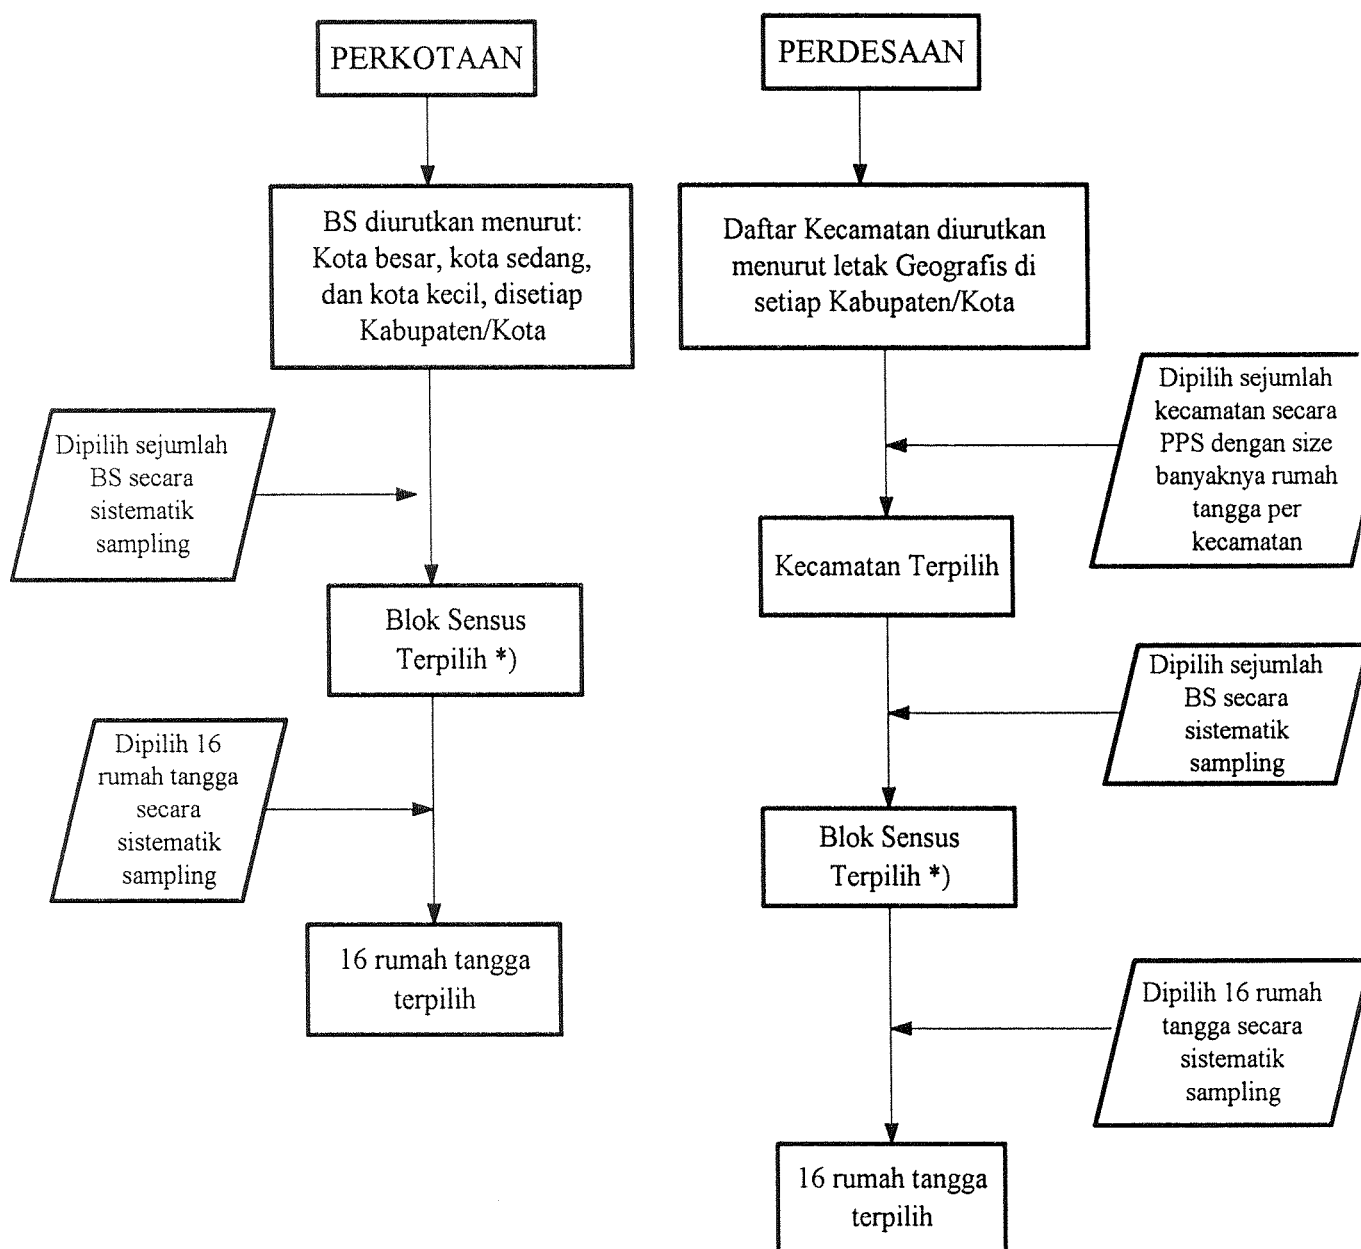 PERKOTAAN
BS diurutkan menurut:
Kota besar, kota sedang,
dan kota kecil, disetiap
Kabupaten/Kota
Dipilih sejumlah
BS secara
sistematik
sampling
Blok Sensus
Terpilih *)
Dipilih 16
rumah tangga
secara
sistematik
sampling
16 rumah tangga
terpilih
PERDESAAN
Daftar Kecamatan diurutkan
menurut letak Geografis di
setiap Kabupaten/Kota
Dipilih sejumlah
kecamatan secara
PPS dengan size
banyaknya rumah
tangga per
kecamatan
Kecamatan Terpilih
Dipilih sejumlah
BS secara
sistematik
sampling
Blok Sensus
Terpilih *)
Dipilih 16 rumah
tangga secara
sistematik
sampling
16 rumah tangga
terpilih